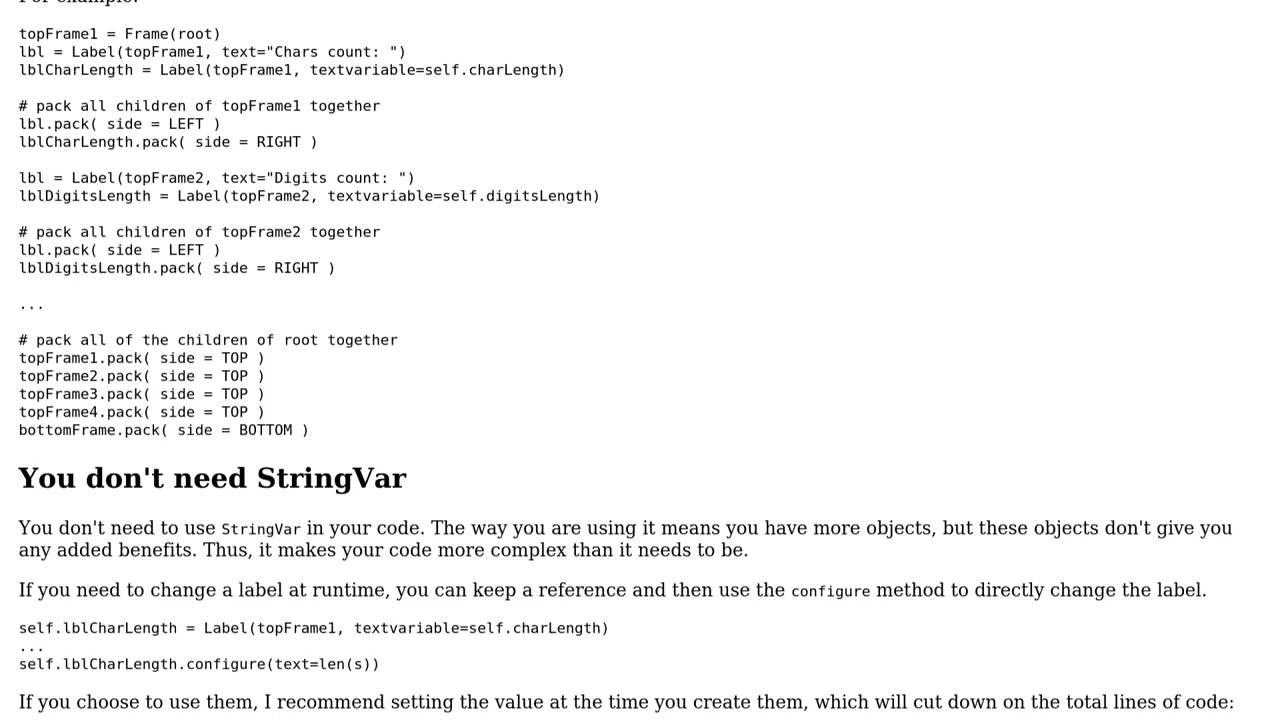 For example:
topFrame1 = Frame(root)
lbl = Label(topFrame1, text="Chars count: ")
lblCharLength = Label(topFrame1, textvariable=self.charLength)
# pack all children of topFrame1 together
lbl.pack( side = LEFT )
lblCharLength.pack( side = RIGHT )
lbl = Label(topFrame2, text="Digits count: ")
lblDigitsLength = Label(topFrame2, textvariable=self.digitsLength)
# pack all children of topFrame2 together
lbl.pack( side = LEFT )
lblDigitsLength.pack( side = RIGHT )
...
# pack all of the children of root together
topFrame1.pack( side = TOP )
topFrame2.pack( side = TOP )
topFrame3.pack( side = TOP )
topFrame4.pack( side = TOP )
bottomFrame.pack( side = BOTTOM )
You don't need StringVar
You don't need to use StringVar in your code. The way you are using it means you have more objects, but these objects don't give you
any added benefits. Thus, it makes your code more complex than it needs to be.
If you need to change a label at runtime, you can keep a reference and then use the configure method to directly change the label.
self.lblCharLength = Label(topFrame1, textvariable=self.charLength)
...
self.lblCharLength.configure(text=len(s))
If you choose to use them, I recommend setting the value at the time you create them, which will cut down on the total lines of code: